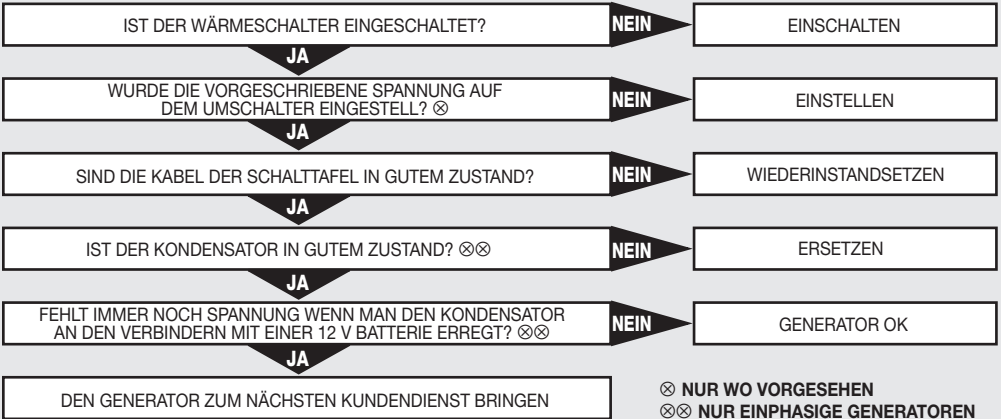 IST DER WÄRMESCHALTER EINGESCHALTET?
NEIN
EINSCHALTEN
JA
WURDE DIE VORGESCHRIEBENE SPANNUNG AUF
DEM UMSCHALTER EINGESTELL? ⊗
NEIN
EINSTELLEN
JA
SIND DIE KABEL DER SCHALTTAFEL IN GUTEM ZUSTAND?
NEIN
WIEDERINSTANDSETZEN
JA
IST DER KONDENSATOR IN GUTEM ZUSTAND? ⊗⊗
NEIN
ERSETZEN
JA
FEHLT IMMER NOCH SPANNUNG WENN MAN DEN KONDENSATOR
AN DEN VERBINDERN MIT EINER 12 V BATTERIE ERREGT? ⊗⊗
NEIN
GENERATOR OK
JA
DEN GENERATOR ZUM NÄCHSTEN KUNDENDIENST BRINGEN
⊗ NUR WO VORGESEHEN
⊗⊗ NUR EINPHASIGE GENERATOREN